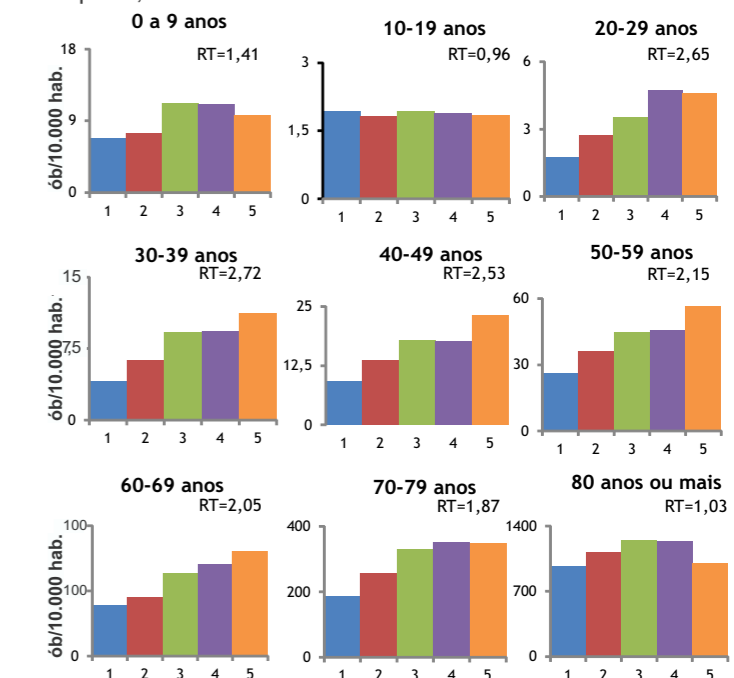 0 a 9 anos
RT=1,41
ób/10.000 hab.
18
9
0
1 2 3 4 5
10-19 anos
RT=0,96
3
1,5
0
1 2 3 4 5
20-29 anos
RT=2,65
6
3
0
1 2 3 4 5
30-39 anos
RT=2,72
ób/10.000 hab.
15
75
0
1 2 3 4 5
40-49 anos
RT=2,53
25
12,5
0
1 2 3 4 5
50-59 anos
RT=2,15
60
30
0
1 2 3 4 5
60-69 anos
RT=2,05
ób/10.000 hab.
100
100
0
1 2 3 4 5
70-79 anos
RT=1,87
400
200
0
1 2 3 4 5
80 anos ou mais
RT=1,03
1400
700
0
1 2 3 4 5